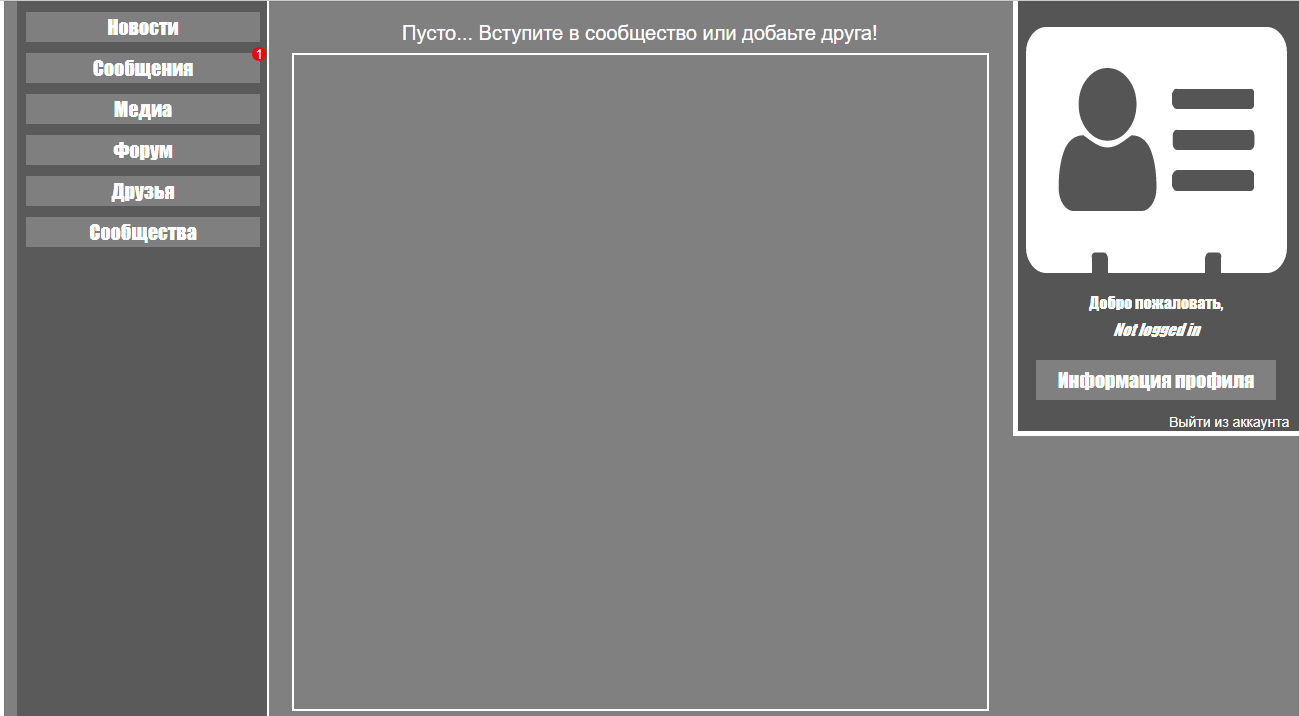 Новости
1
Сообщения
Медиа
Форум
Друзья
Сообщества
Пусто... Вступите в сообщество или добаьте друга!
Добро пожаловать,
Not logged in
Информация профиля
Выйти из аккаунта